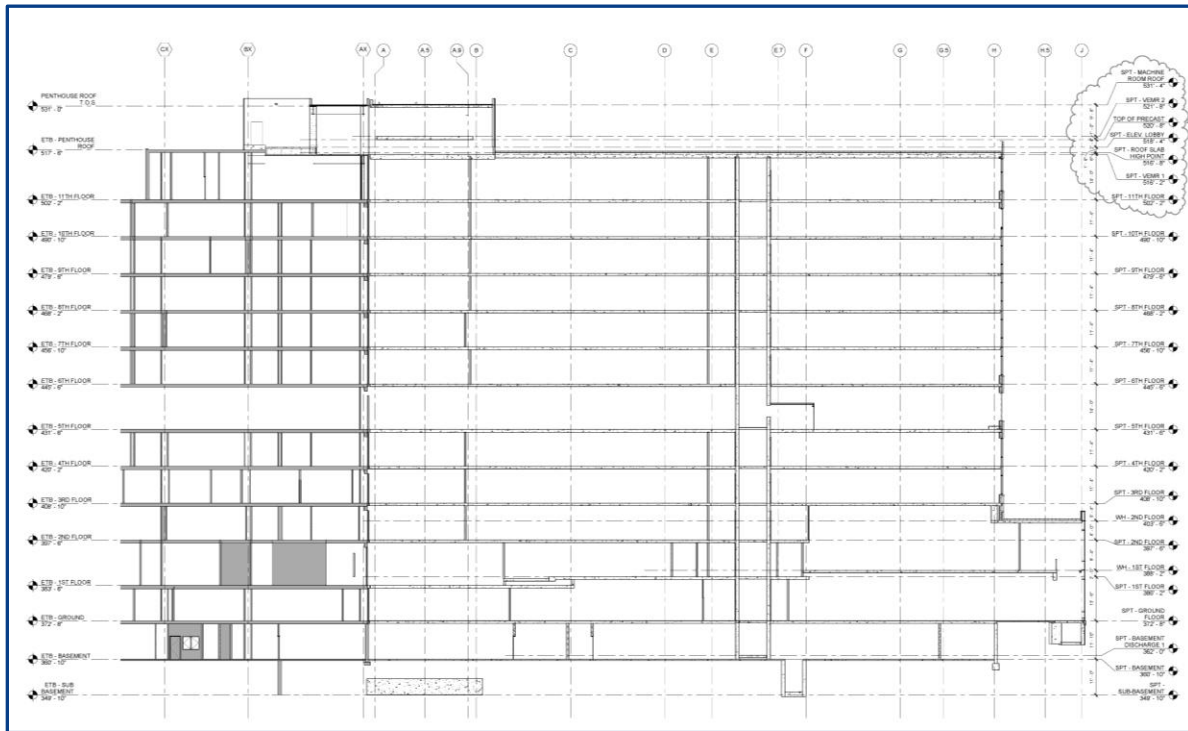 CX BX AX A A.5 A.9 B C D E E.7 F G G.5 H H.5 J
PENTHOUSE ROOF
T.O.S.
531' - 0"
ETB - PENTHOUSE
ROOF
517' - 6"
ETB - 11TH FLOOR
502' - 2"
ETB - 10TH FLOOR
490' - 10"
ETB - 9TH FLOOR
479' - 6"
ETB - 8TH FLOOR
468' - 2"
ETB - 7TH FLOOR
456' - 10"
ETB - 6TH FLOOR
ETB - 5TH FLOOR
431' - 6"
ETB - 4TH FLOOR
420' - 2"
ETB - 3RD FLOOR
408' - 10"
ETB - 2ND FLOOR
397' - 6"
ETB - 1ST FLOOR
383' - 6"
ETB - GROUND
372' - 8"
ETB - BASEMENT
360' - 10"
ETB - SUB
BASEMENT
349' - 10"
SPT - MACHINE
ROOM ROOF
531' - 4"
SPT - VEMR 2
521' - 8"
TOP OF PRECAST
520' - 6"
SPT - ELEV. LOBBY
518' - 4"
SPT - ROOF SLAB
HIGH POINT
516' - 8"
SPT - VEMR 1
516' - 2"
SPT - 11TH FLOOR
502' - 2"
SPT - 10TH FLOOR
490' - 10"
SPT - 9TH FLOOR
479' - 6"
SPT - 8TH FLOOR
468' - 2"
SPT - 7TH FLOOR
456' - 10"
SPT - 6TH FLOOR
445' - 6"
SPT - 5TH FLOOR
431' - 6"
SPT - 4TH FLOOR
420' - 2"
SPT - 3RD FLOOR
408' - 10"
WH - 2ND FLOOR
403' - 6"
SPT - 2ND FLOOR
397' - 6"
WH - 1ST FLOOR
SPT - 1ST FLOOR
SPT - GROUND
FLOOR
372' - 8"
SPT - BASEMENT
DISCHARGE 1
362' - 0"
SPT - BASEMENT
360' - 10"
SPT -
SUB-BASEMENT
349' - 10"